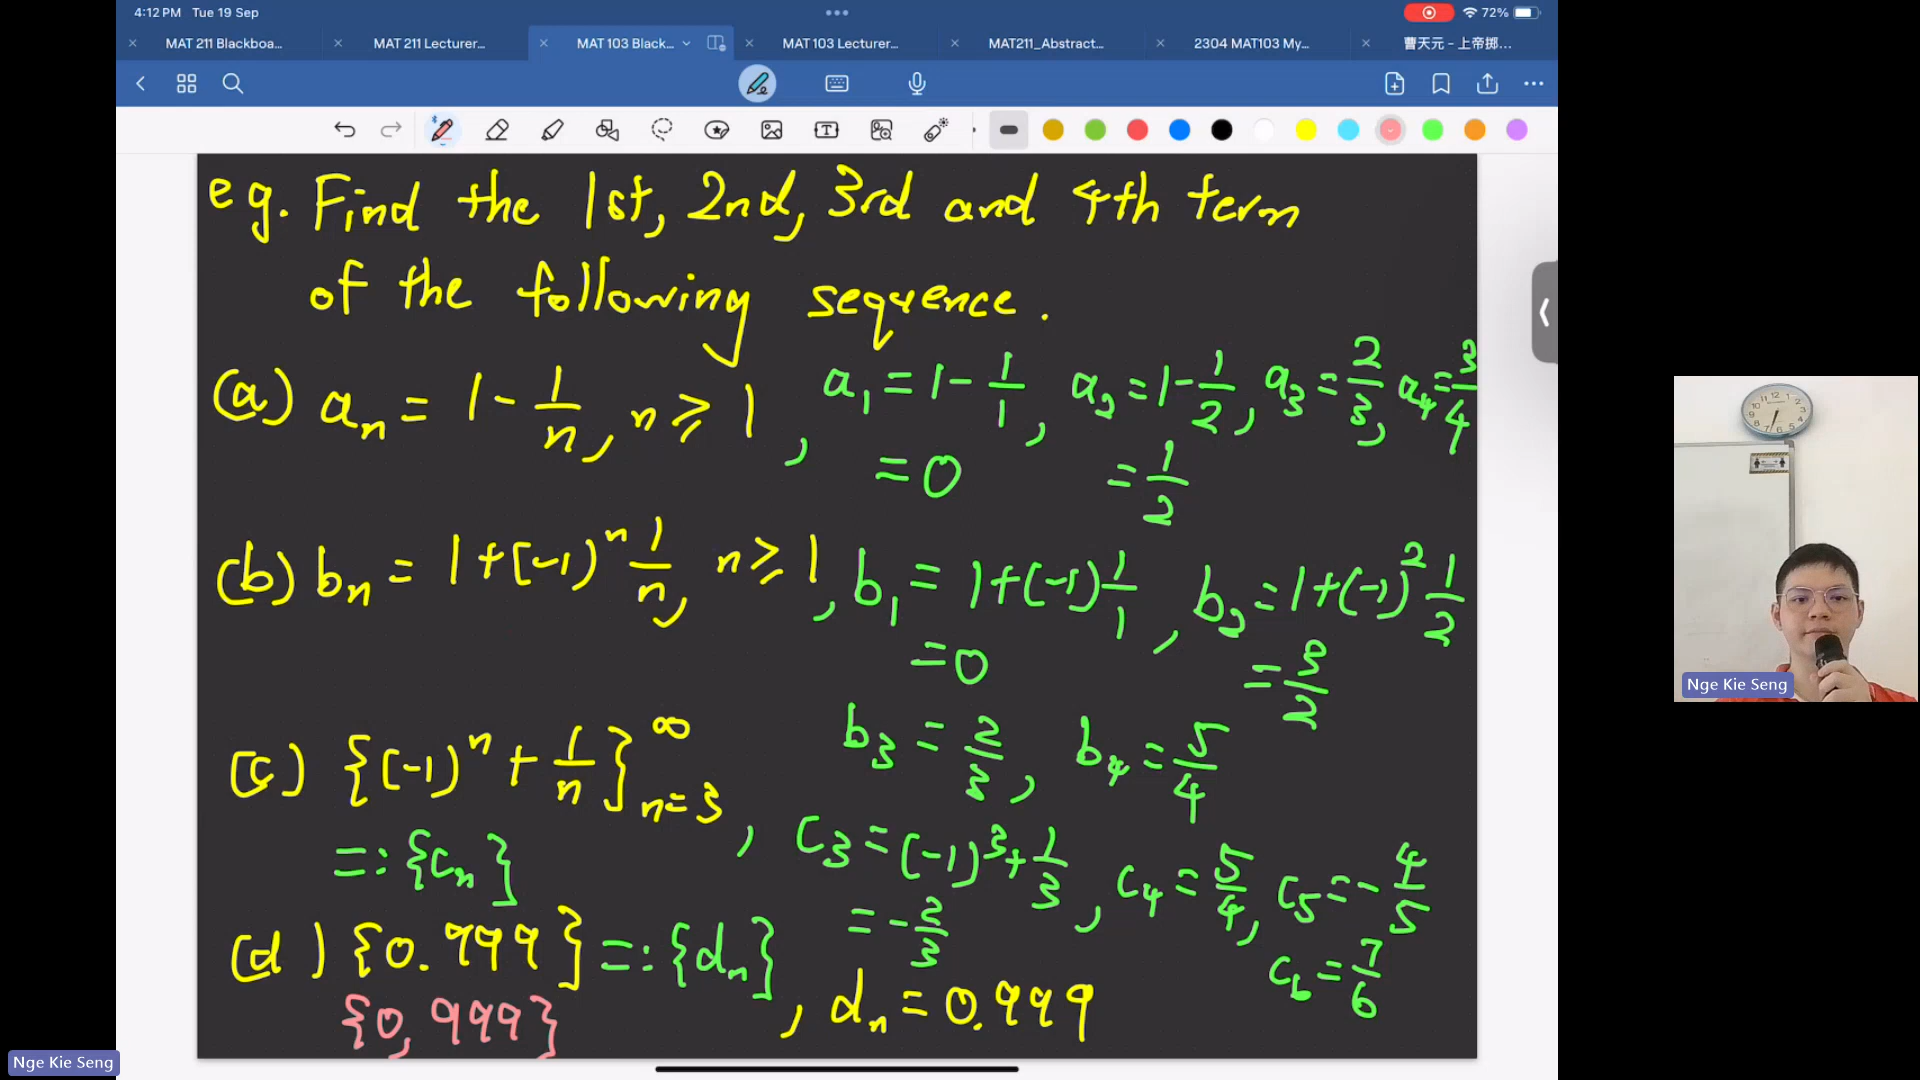 4:12 PM Tue 19 Sep
72%
MAT 211 Blackboa...
MAT 211 Lecturer...
MAT 103 Black...
MAT 103 Lecturer...
MAT211_Abstract...
2304 MAT103 My...
曹天元 - 上帝掷...
eg. Find the 1st, 2nd, 3rd and 4th term
of the following sequence.
(a) aₙ = 1 - 1/n, n ⩾ 1, a₁ = 1 - 1/1, a₂ = 1 - 1/2, a₃ = 2/3, a₄ = 3/4
= 0 = 1/2
(b) bₙ = 1 + (-1)ⁿ 1/n, n ⩾ 1, b₁ = 1 + (-1) 1/1, b₂ = 1 + (-1)² 1/2
= 0 = 3/2
b₃ = 2/3, b₄ = 5/4
(c) {(-1)ⁿ + 1/n}^∞_{n=3}, c₃ = (-1)³ + 1/3, c₄ = 5/4, c₅ = -4/5
=: {cₙ} = -2/3 c₆ = 7/6
(d) {0.999} =: {dₙ}, dₙ = 0.999
{0,999}
Nge Kie Seng
Nge Kie Seng